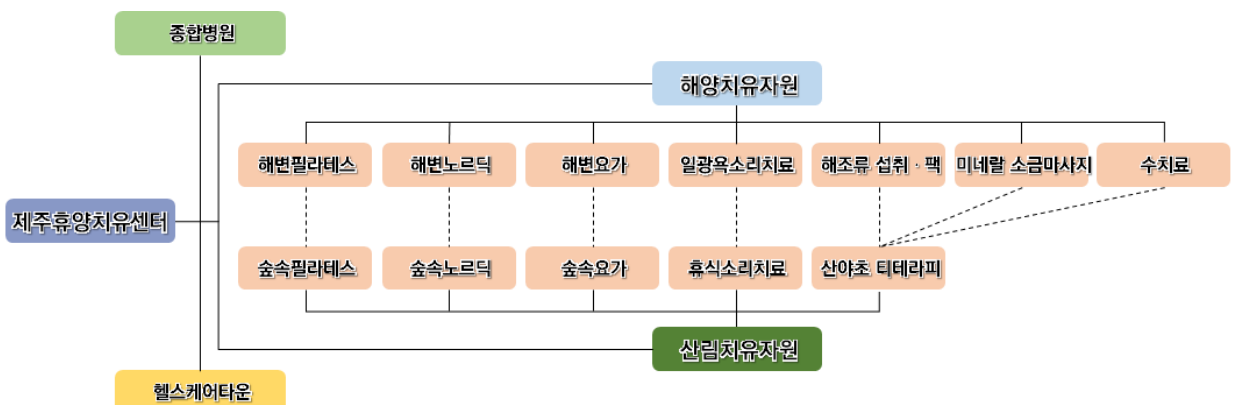 종합병원
해양치유자원
해변필라테스
해변노르딕
해변요가
일광욕소리치료
해조류 섭취 · 팩
미네랄 소금마사지
수치료
제주휴양치유센터
숲속필라테스
숲속노르딕
숲속요가
휴식소리치료
산야초 티테라피
산림치유자원
헬스케어타운